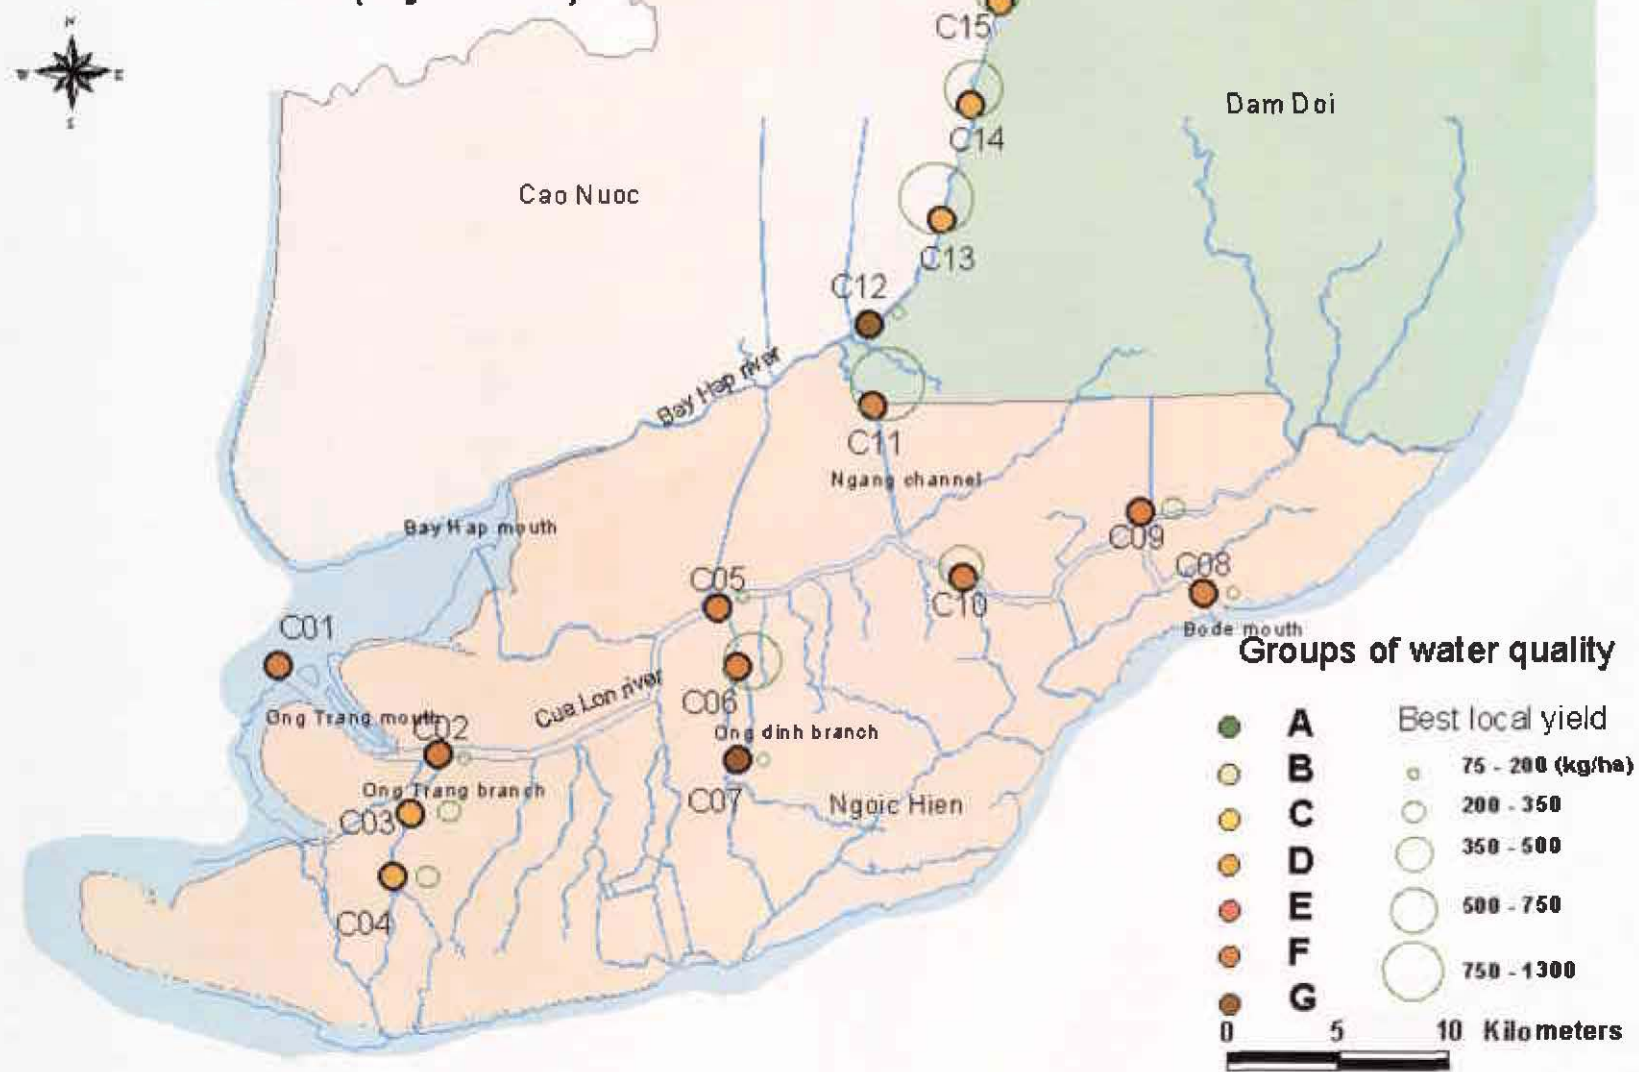 N
W
E
S
C15
Dam Doi
C14
Cao Nuoc
C13
C12
Bay Hap river
C11
Ngang channel
Bay Hap mouth
C09
C08
C05
C10
C01
Bode mouth
Groups of water quality
Cua Lon river
C06
Ong Trang mouth
C02
Ong dinh branch
A
Best local yield
B
75 - 200 (kg/ha)
Ong Trang branch
C07
Ngoic Hien
C
200 - 350
C03
D
350 - 500
E
500 - 750
C04
F
750 - 1300
G
0 5 10 Kilometers